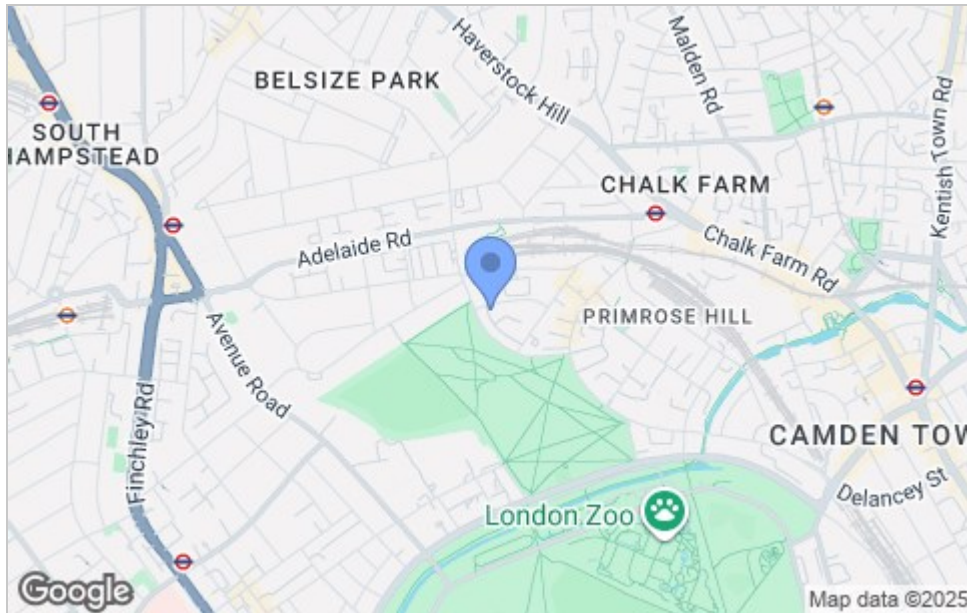 BELSIZE PARK
Haverstock Hill
Malden Rd
Kentish Town Rd
SOUTH
HAMPSTEAD
CHALK FARM
Adelaide Rd
Chalk Farm Rd
PRIMROSE HILL
Avenue Road
Finchley Rd
CAMDEN TOW
Delancey St
London Zoo
Google
Map data ©2025